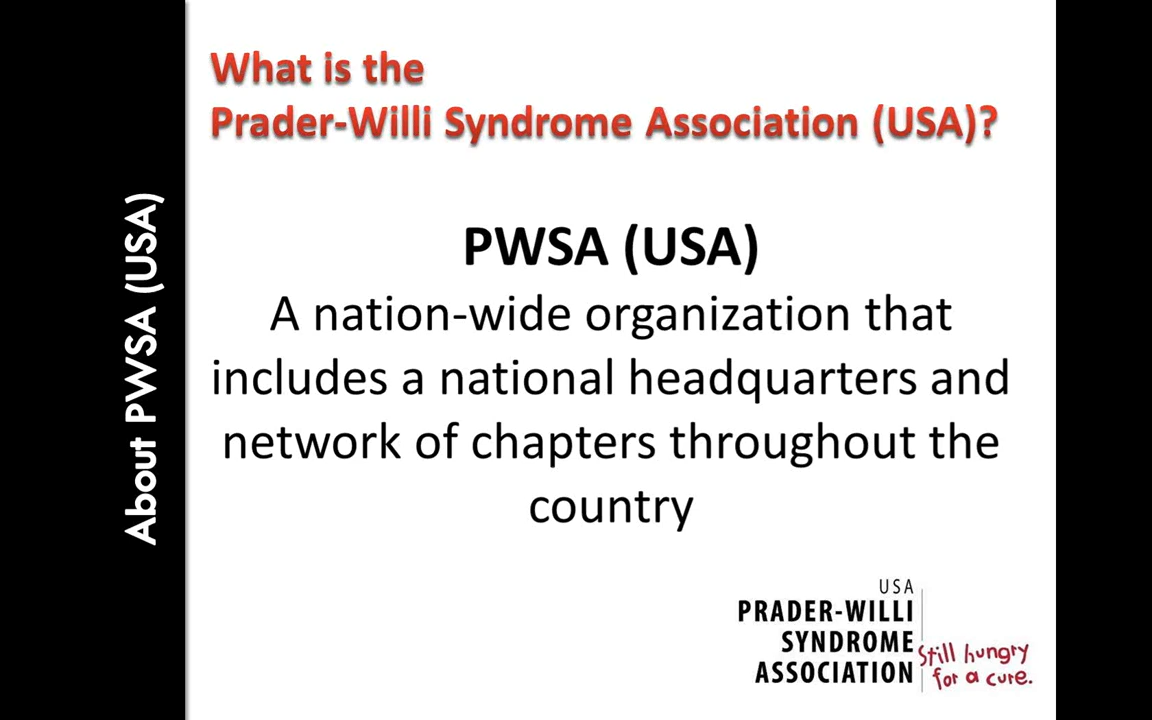 About PWSA (USA)
What is the
Prader-Willi Syndrome Association (USA)?
PWSA (USA)
A nation-wide organization that
includes a national headquarters and
network of chapters throughout the
country
USA
PRADER-WILLI
SYNDROME
ASSOCIATION
Still hungry
for a cure.